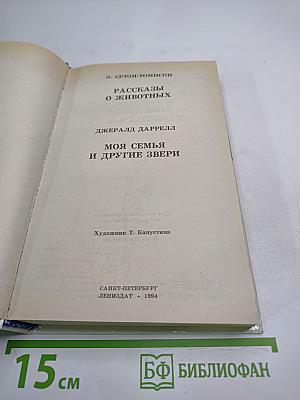 Э. СЕТОН-ТОМПСОН
РАССКАЗЫ
О ЖИВОТНЫХ
ДЖЕРАЛД ДАРРЕЛЛ
МОЯ СЕМЬЯ
И ДРУГИЕ ЗВЕРИ
Художник Т. Капустина
САНКТ-ПЕТЕРБУРГ
ЛЕНИЗДАТ • 1994
15 см
БФ БИБЛИОФАН